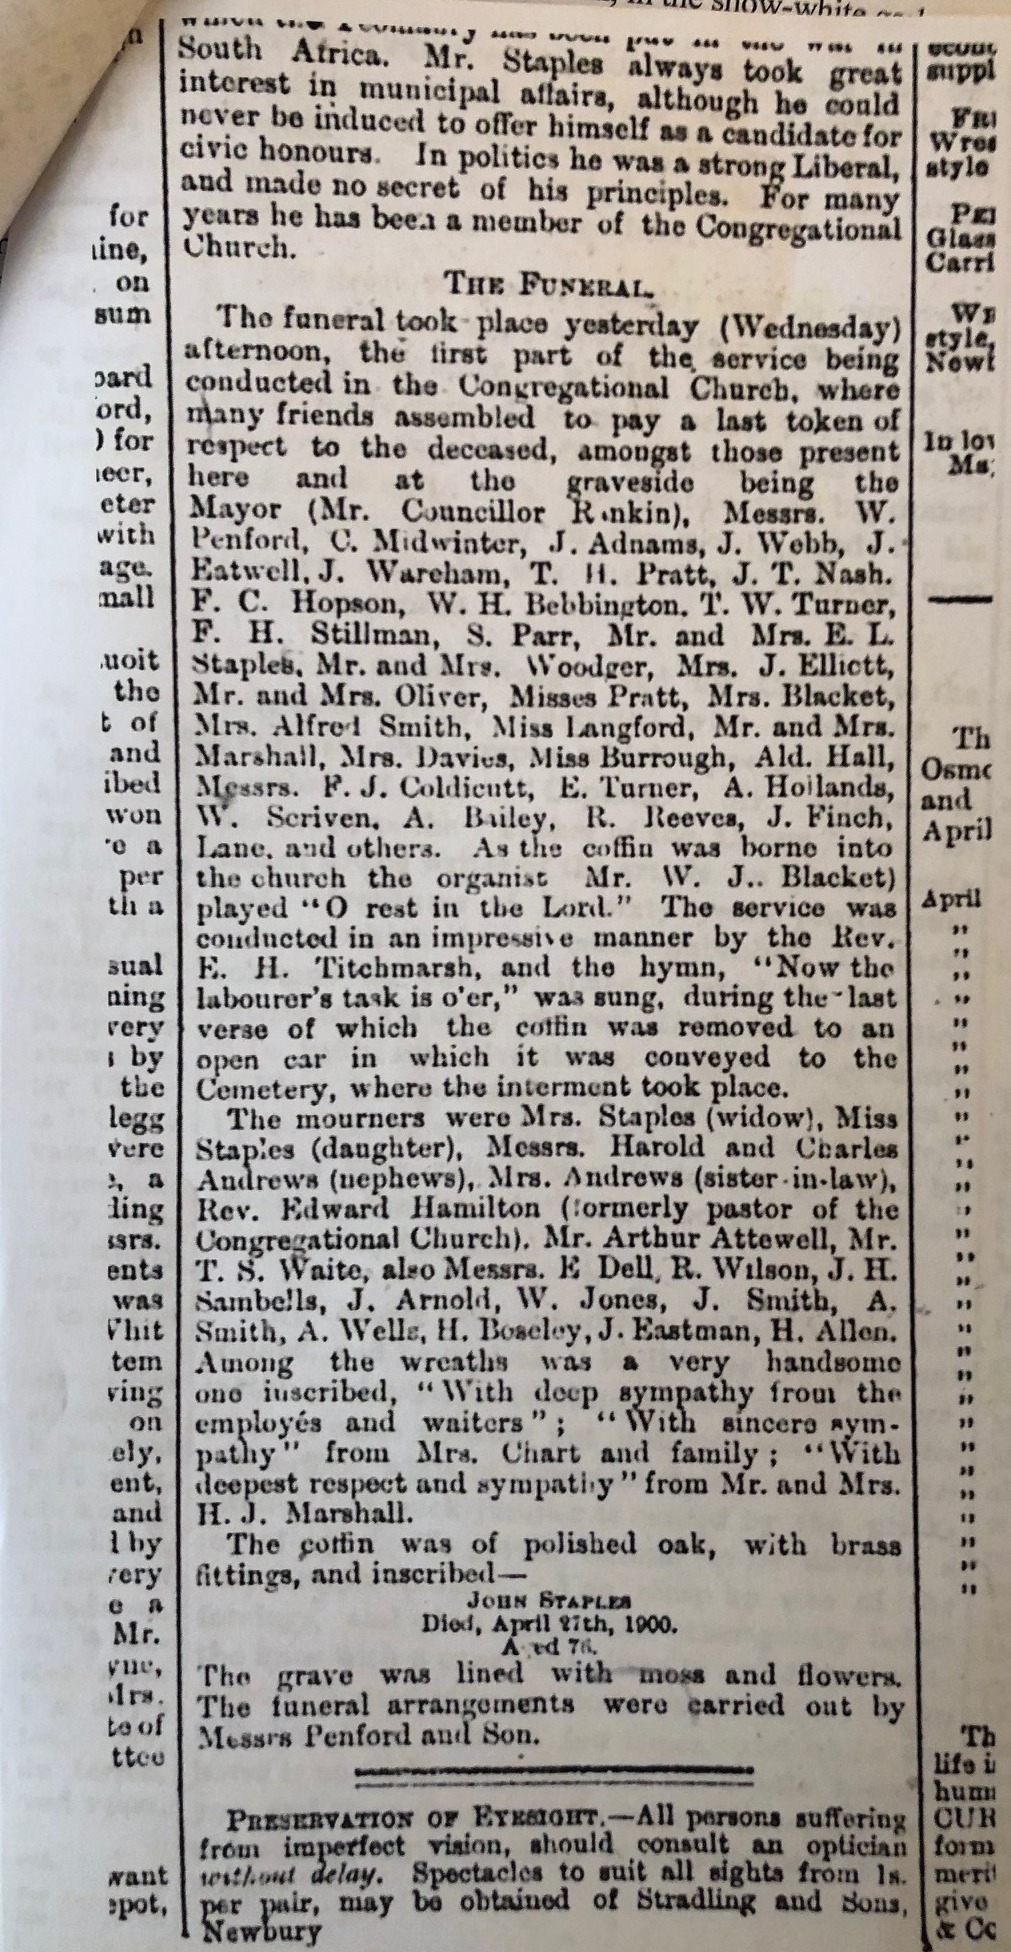 in the snow-white
South Africa. Mr. Staples always took great
interest in municipal affairs, although he could
never be induced to offer himself as a candidate for
civic honours. In politics he was a strong Liberal,
and made no secret of his principles. For many
years he has been a member of the Congregational
Church.
THE FUNERAL.
The funeral took place yesterday (Wednesday)
afternoon, the first part of the service being
conducted in the Congregational Church, where
many friends assembled to pay a last token of
respect to the deceased, amongst those present
here and at the graveside being the
Mayor (Mr. Councillor Rankin), Messrs. W.
Penford, C. Midwinter, J. Adnams, J. Webb, J.
Eatwell, J. Wareham, T. H. Pratt, J. T. Nash.
F. C. Hopson, W. H. Bebbington. T. W. Turner,
F. H. Stillman, S. Parr, Mr. and Mrs. E. L.
Staples, Mr. and Mrs. Woodger, Mrs. J. Elliott,
Mr. and Mrs. Oliver, Misses Pratt, Mrs. Blacket,
Mrs. Alfred Smith, Miss Langford, Mr. and Mrs.
Marshall, Mrs. Davies, Miss Burrough, Ald. Hall,
Messrs. F. J. Coldicutt, E. Turner, A. Hollands,
W. Scriven, A. Bailey, R. Reeves, J. Finch,
Lane, and others. As the coffin was borne into
the church the organist Mr. W. J.. Blacket)
played "O rest in the Lord." The service was
conducted in an impressive manner by the Rev.
E. H. Titchmarsh, and the hymn, "Now the
labourer's task is o'er," was sung, during the last
verse of which the coffin was removed to an
open car in which it was conveyed to the
Cemetery, where the interment took place.
The mourners were Mrs. Staples (widow), Miss
Staples (daughter), Messrs. Harold and Charles
Andrews (nephews), Mrs. Andrews (sister-in-law),
Rev. Edward Hamilton (formerly pastor of the
Congregational Church). Mr. Arthur Attewell, Mr.
T. S. Waite, also Messrs. E Dell, R. Wilson, J. H.
Sambells, J. Arnold, W. Jones, J. Smith, A.
Smith, A. Wells, H. Boseley, J. Eastman, H. Allen.
Among the wreaths was a very handsome
one inscribed, "With deep sympathy from the
employés and waiters"; "With sincere sym-
pathy" from Mrs. Chart and family; "With
deepest respect and sympathy" from Mr. and Mrs.
H. J. Marshall.
The coffin was of polished oak, with brass
fittings, and inscribed—
JOHN STAPLES
Died, April 27th, 1900.
Aged 76.
The grave was lined with moss and flowers.
The funeral arrangements were carried out by
Messrs Penford and Son.
PRESERVATION OF EYESIGHT.—All persons suffering
from imperfect vision, should consult an optician
without delay. Spectacles to suit all sights from 1s.
per pair, may be obtained of Stradling and Sons,
Newbury